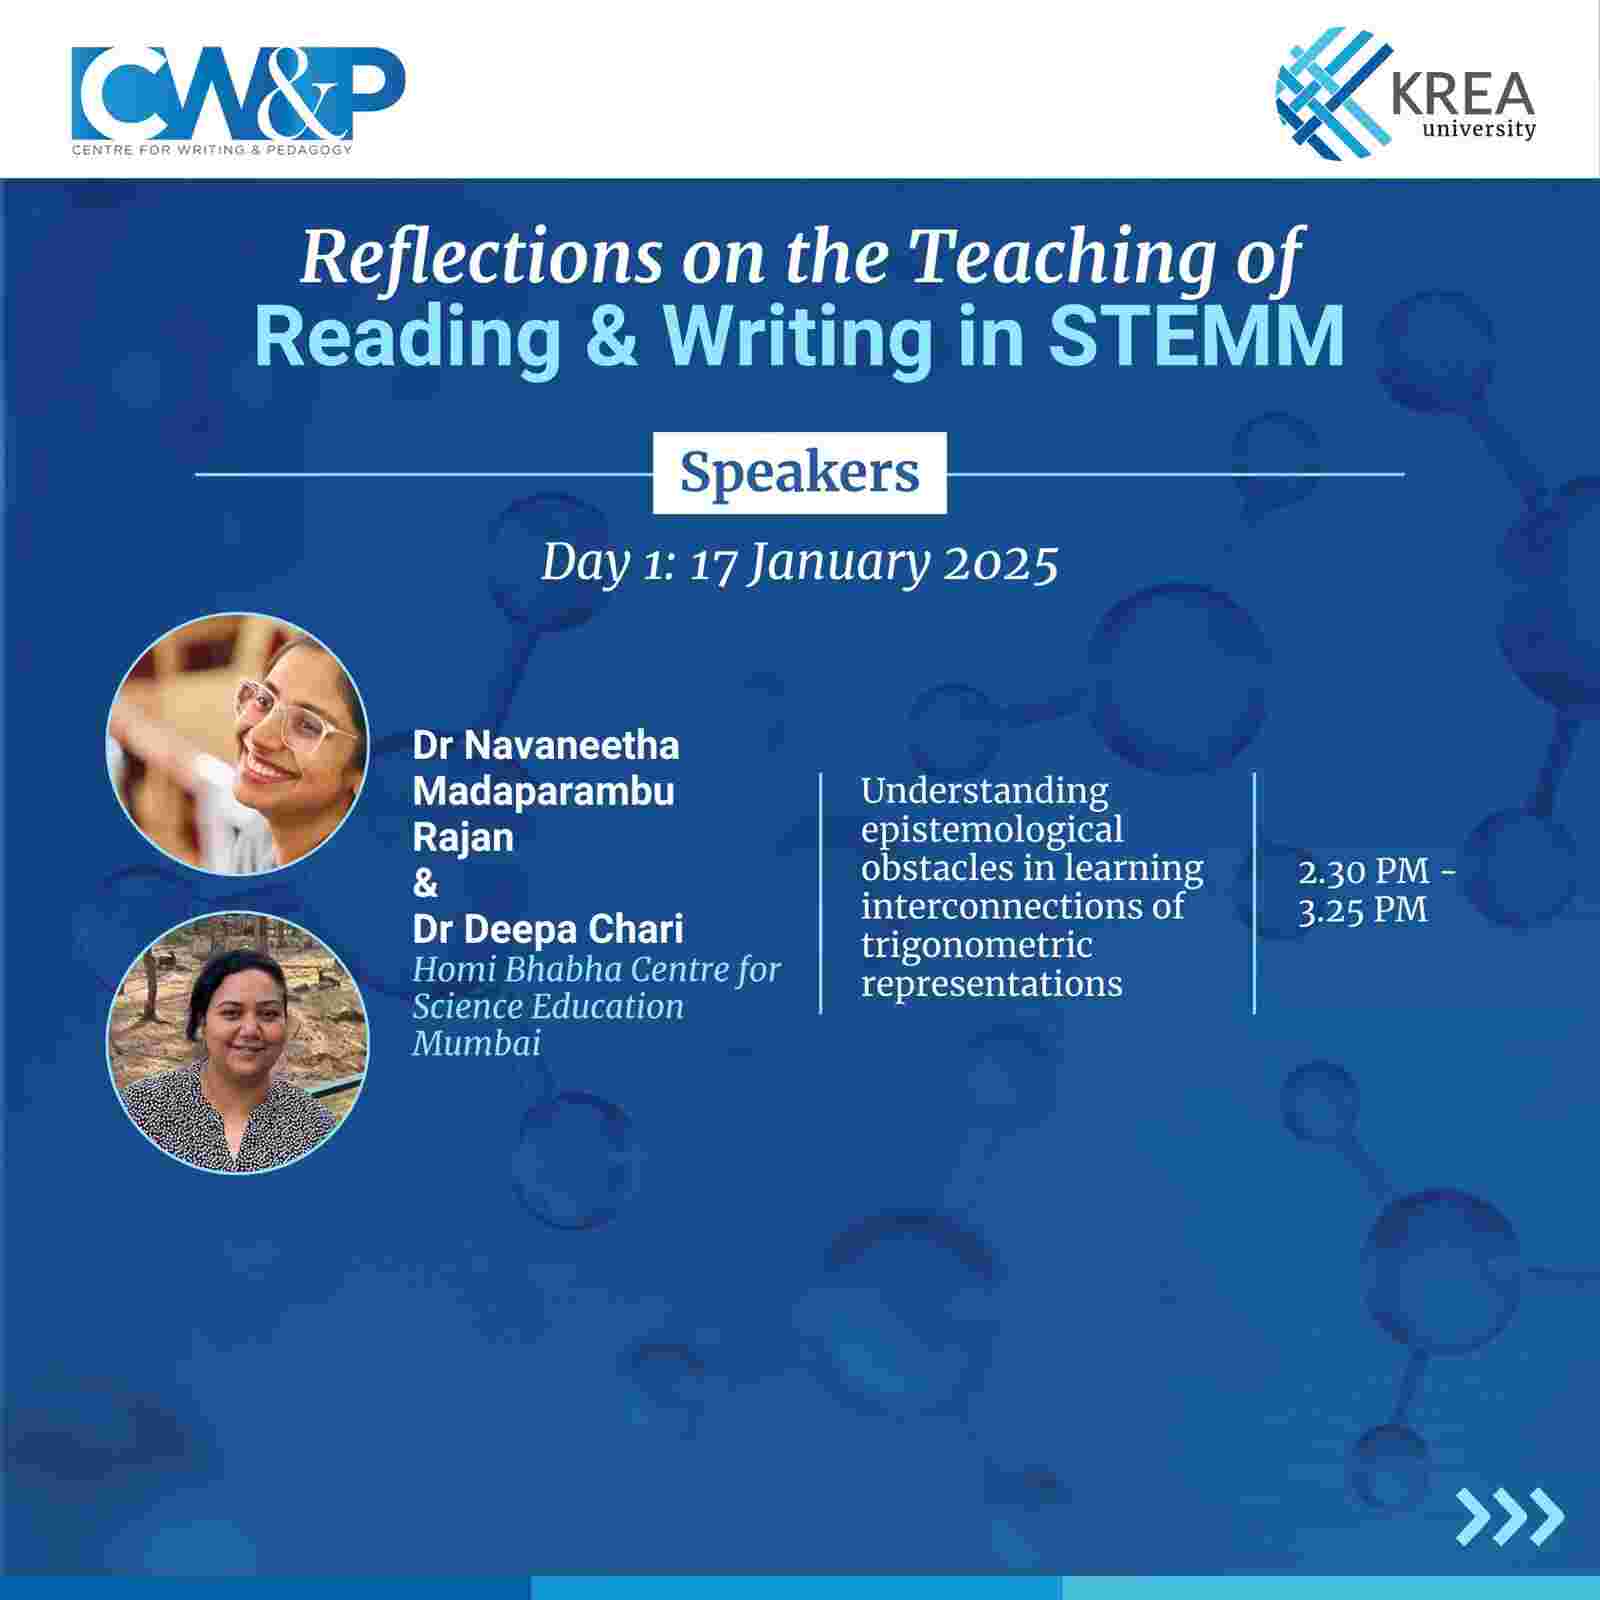 CW&P
CENTRE FOR WRITING & PEDAGOGY
KREA
university
Reflections on the Teaching of
Reading & Writing in STEMM
Speakers
Day 1: 17 January 2025
Dr Navaneetha
Madaparambu
Rajan
&
Dr Deepa Chari
Homi Bhabha Centre for
Science Education
Mumbai
Understanding
epistemological
obstacles in learning
interconnections of
trigonometric
representations
2.30 PM -
3.25 PM